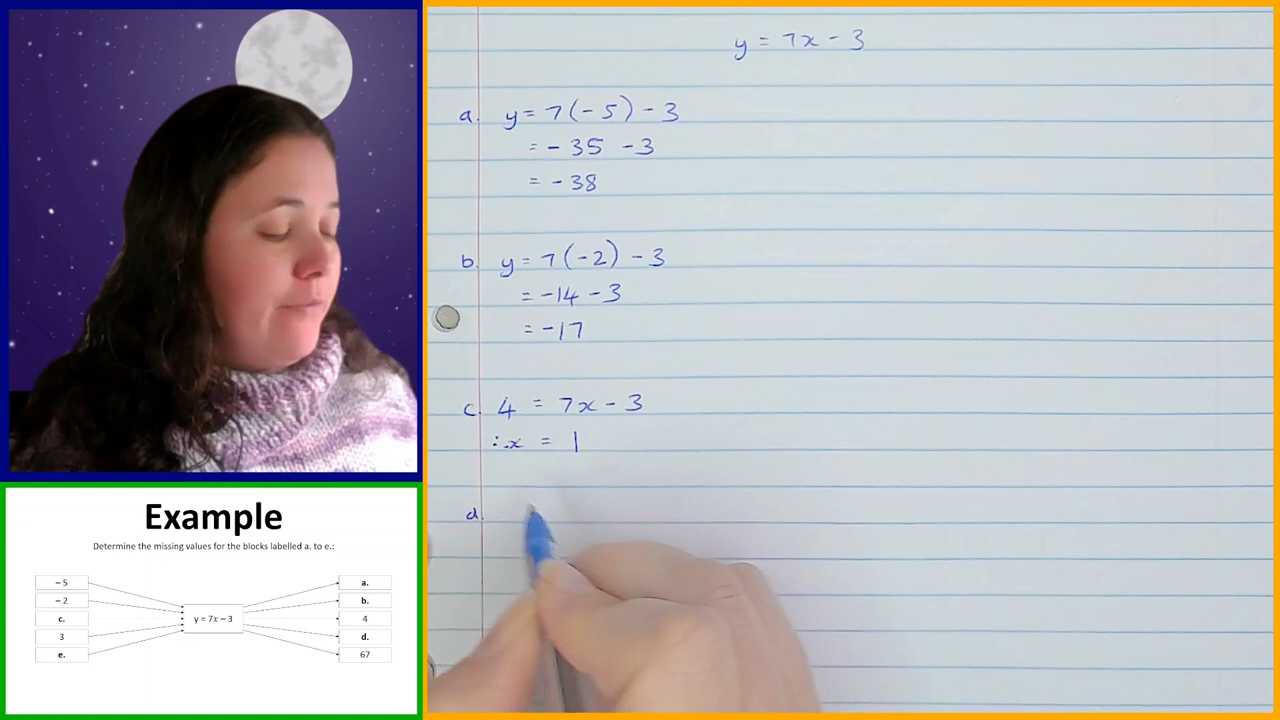 y = 7x - 3
a. y = 7(-5) - 3
= - 35 - 3
= - 38
b. y = 7(-2) - 3
= -14 - 3
= -17
c. 4 = 7x - 3
∴x = 1
d.
Example
Determine the missing values for the blocks labelled a. to e.:
– 5
a.
– 2
b.
c.
y = 7x – 3
4
3
d.
e.
67